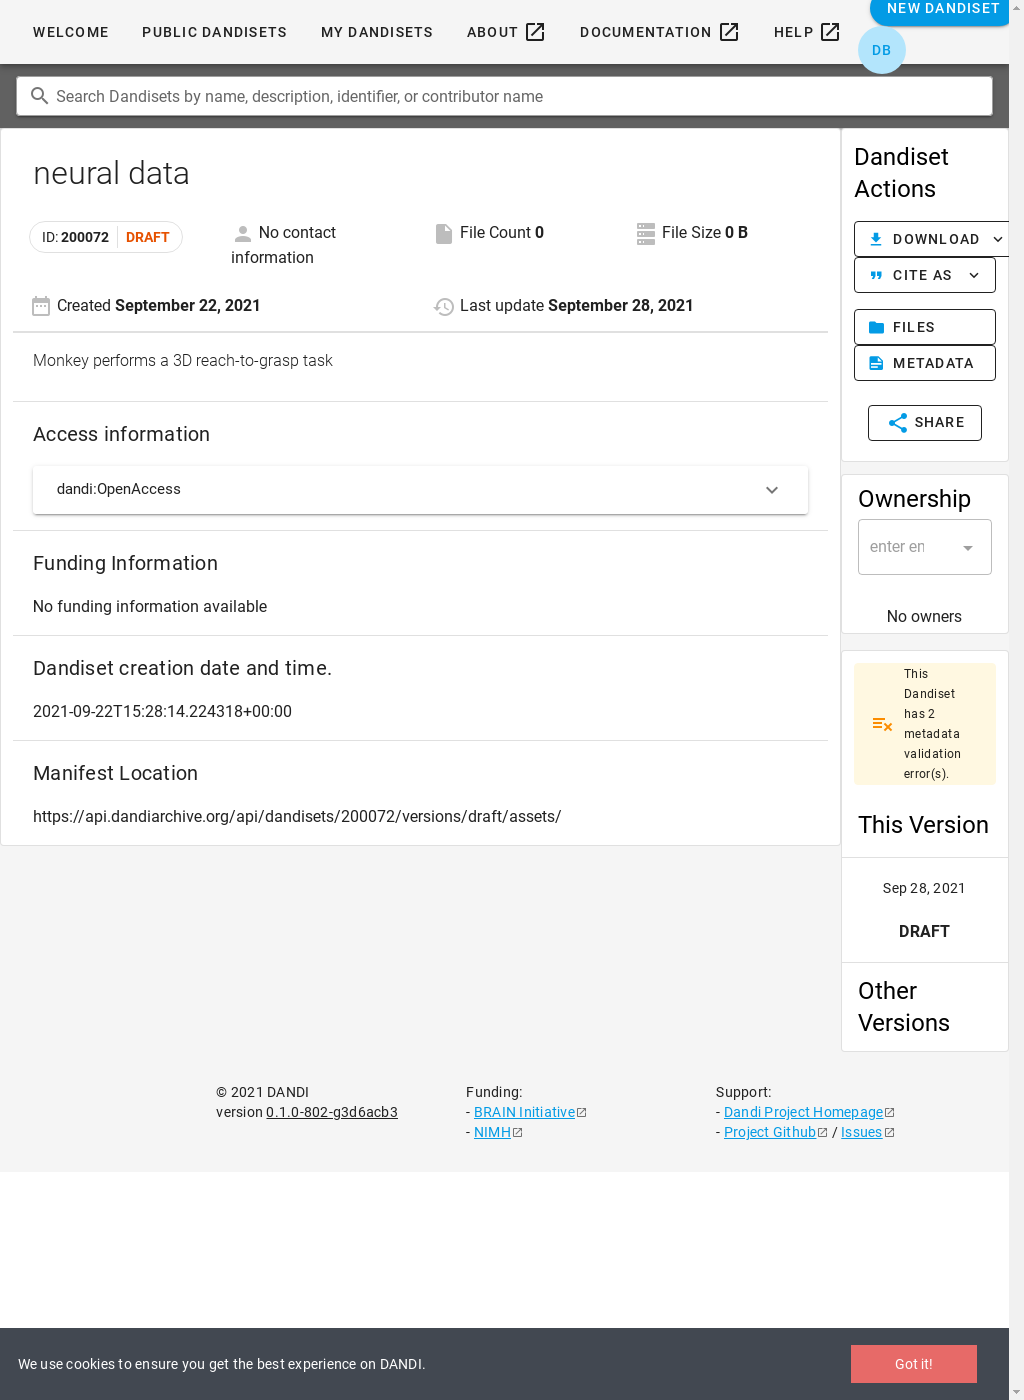 WELCOME PUBLIC DANDISETS MY DANDISETS ABOUT DOCUMENTATION HELP NEW DANDISET
DB
Search Dandisets by name, description, identifier, or contributor name
neural data
ID: 200072 DRAFT
No contact information
File Count 0
File Size 0 B
Created September 22, 2021
Last update September 28, 2021
Monkey performs a 3D reach-to-grasp task
Access information
dandi:OpenAccess
Funding Information
No funding information available
Dandiset creation date and time.
2021-09-22T15:28:14.224318+00:00
Manifest Location
https://api.dandiarchive.org/api/dandisets/200072/versions/draft/assets/
Dandiset
Actions
DOWNLOAD
CITE AS
FILES
METADATA
SHARE
Ownership
enter en
No owners
This
Dandiset
has 2
metadata
validation
error(s).
This Version
Sep 28, 2021
DRAFT
Other
Versions
© 2021 DANDI
version 0.1.0-802-g3d6acb3
Funding:
- BRAIN Initiative
- NIMH
Support:
- Dandi Project Homepage
- Project Github / Issues
We use cookies to ensure you get the best experience on DANDI.
Got it!